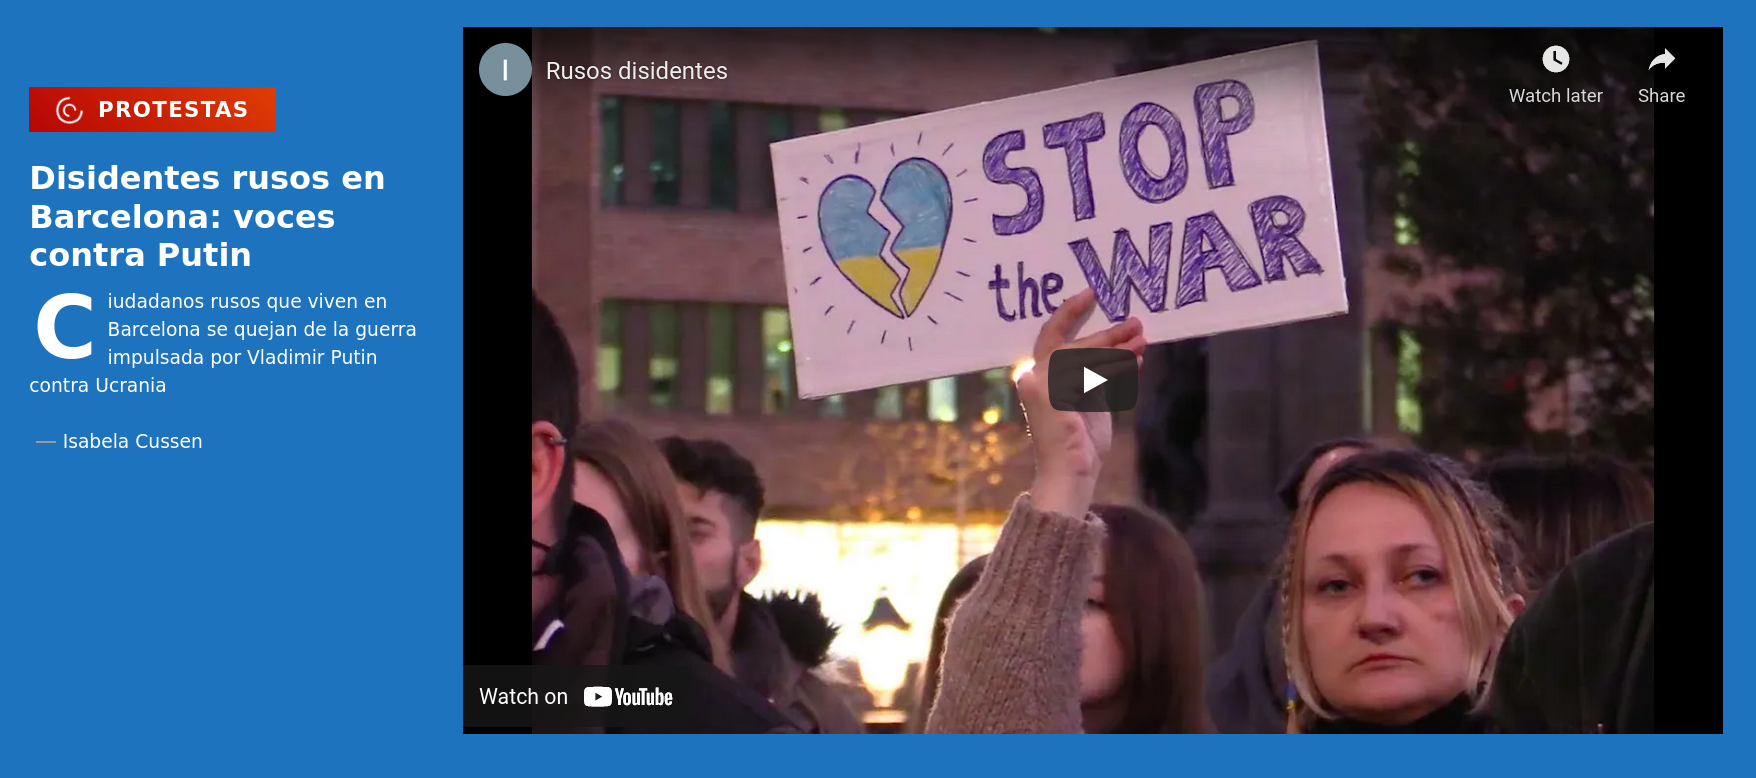 PROTESTAS
Disidentes rusos en
Barcelona: voces
contra Putin
Ciudadanos rusos que viven en
Barcelona se quejan de la guerra
impulsada por Vladimir Putin
contra Ucrania
— Isabela Cussen
I
Rusos disidentes
Watch later
Share
STOP
the WAR
Watch on YouTube